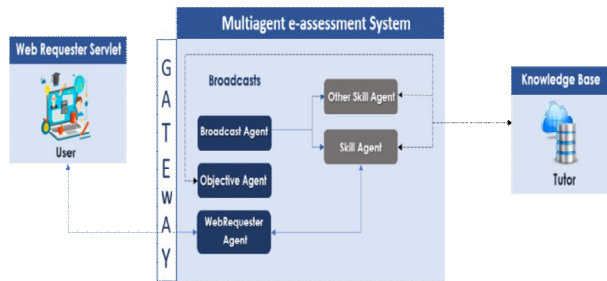 Multiagent e-assessment System
Web Requester Servlet
User
GATEWAY
Broadcasts
Broadcast Agent
Objective Agent
WebRequester
Agent
Other Skill Agent
Skill Agent
Knowledge Base
Tutor